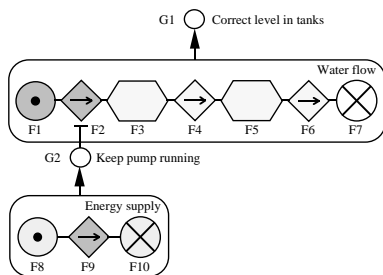 G1 Correct level in tanks
Water flow
F1 F2 F3 F4 F5 F6 F7
G2 Keep pump running
Energy supply
F8 F9 F10